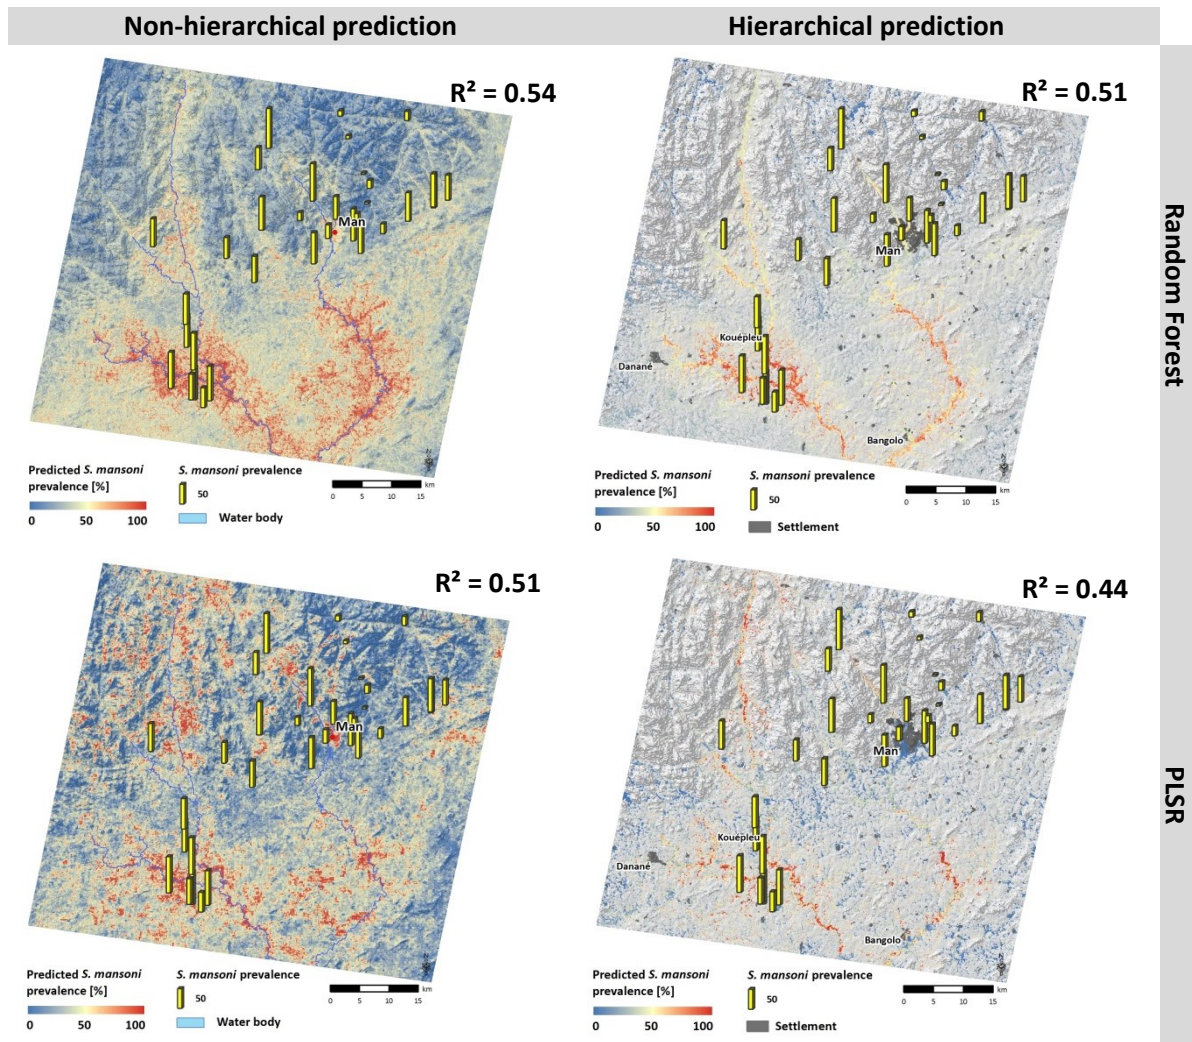 Non-hierarchical prediction
Hierarchical prediction
Random Forest
PLSR
R² = 0.54
Man
Predicted S. mansoni
prevalence [%]
0 50 100
S. mansoni prevalence
50
Water body
0 5 10 15 km
N
R² = 0.51
Man
Kouépleu
Danané
Bangolo
Predicted S. mansoni
prevalence [%]
0 50 100
S. mansoni prevalence
50
Settlement
0 5 10 15 km
N
R² = 0.51
Man
Predicted S. mansoni
prevalence [%]
0 50 100
S. mansoni prevalence
50
Water body
0 5 10 15 km
N
R² = 0.44
Man
Kouépleu
Danané
Bangolo
Predicted S. mansoni
prevalence [%]
0 50 100
S. mansoni prevalence
50
Settlement
0 5 10 15 km
N